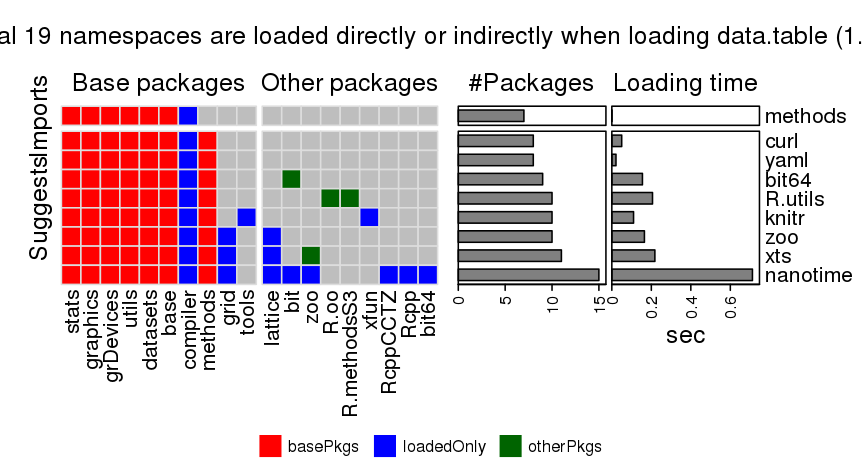 al 19 namespaces are loaded directly or indirectly when loading data.table (1.
Base packages Other packages #Packages Loading time
Imports
Suggests
methods
curl
yaml
bit64
R.utils
knitr
zoo
xts
nanotime
stats
graphics
grDevices
utils
datasets
base
compiler
methods
grid
tools
lattice
bit
zoo
R.oo
R.methodsS3
xfun
RcppCCTZ
Rcpp
bit64
0 5 10 15
0 0.2 0.4 0.6
sec
basePkgs loadedOnly otherPkgs